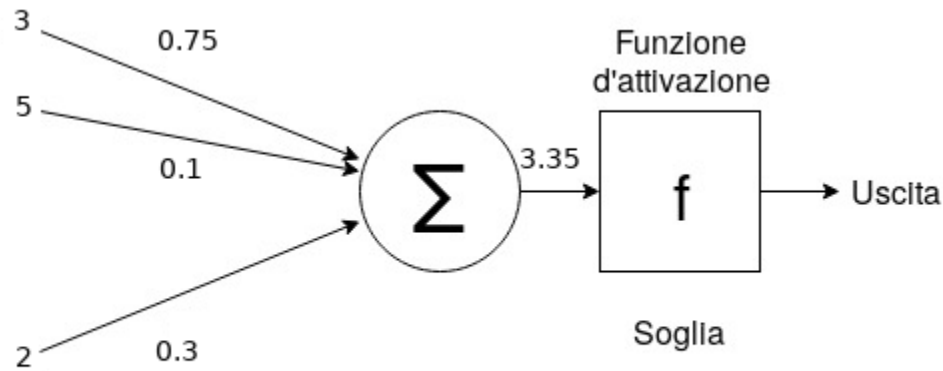 3
0.75
5
0.1
2
0.3
Σ
3.35
Funzione
d'attivazione
f
Soglia
Uscita